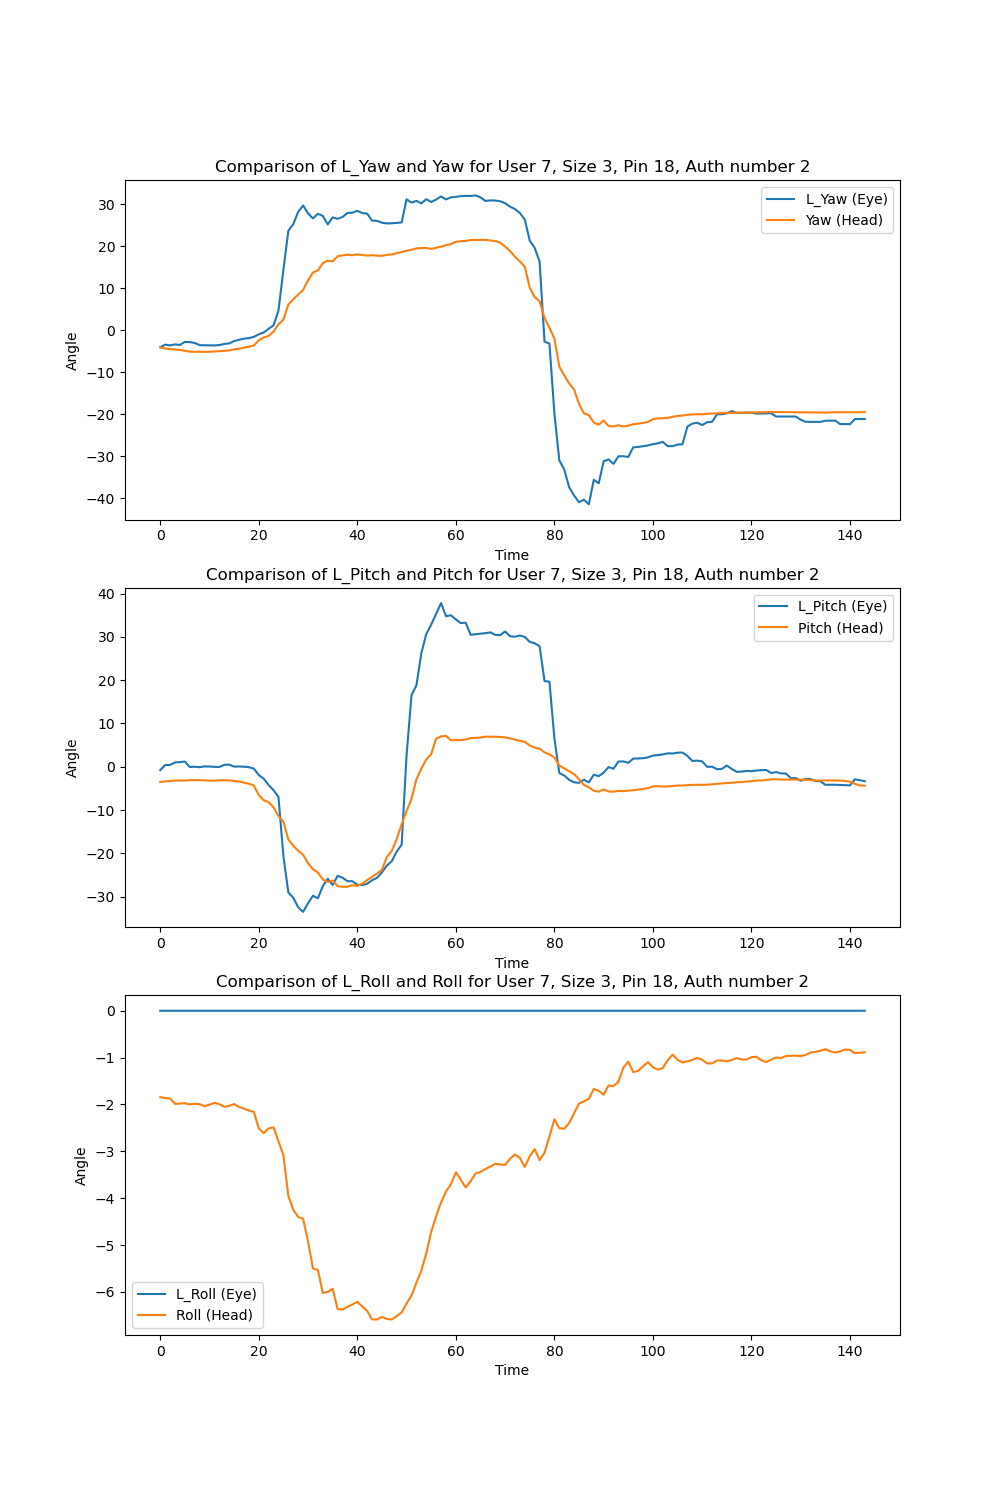 Comparison of L_Yaw and Yaw for User 7, Size 3, Pin 18, Auth number 2
L_Yaw (Eye)
Yaw (Head)
30
20
10
0
−10
−20
−30
−40
Angle
0 20 40 60 80 100 120 140
Time
Comparison of L_Pitch and Pitch for User 7, Size 3, Pin 18, Auth number 2
L_Pitch (Eye)
Pitch (Head)
40
30
20
10
0
−10
−20
−30
Angle
0 20 40 60 80 100 120 140
Time
Comparison of L_Roll and Roll for User 7, Size 3, Pin 18, Auth number 2
0
−1
−2
−3
−4
−5
−6
Angle
L_Roll (Eye)
Roll (Head)
0 20 40 60 80 100 120 140
Time